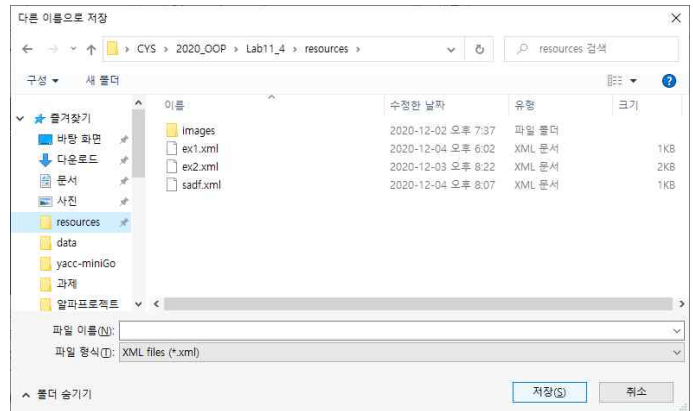 다른 이름으로 저장
CYS › 2020_OOP › Lab11_4 › resources ›
resources 검색
구성 새 폴더
이름 수정한 날짜 유형 크기
즐겨찾기
바탕 화면
다운로드
문서
사진
resources
data
yacc-miniGo
과제
알파프로젝트
images 2020-12-02 오후 7:37 파일 폴더
ex1.xml 2020-12-04 오후 6:02 XML 문서 1KB
ex2.xml 2020-12-03 오후 8:22 XML 문서 2KB
sadf.xml 2020-12-04 오후 8:07 XML 문서 1KB
파일 이름(N):
파일 형식(T): XML files (*.xml)
폴더 숨기기
저장(S) 취소